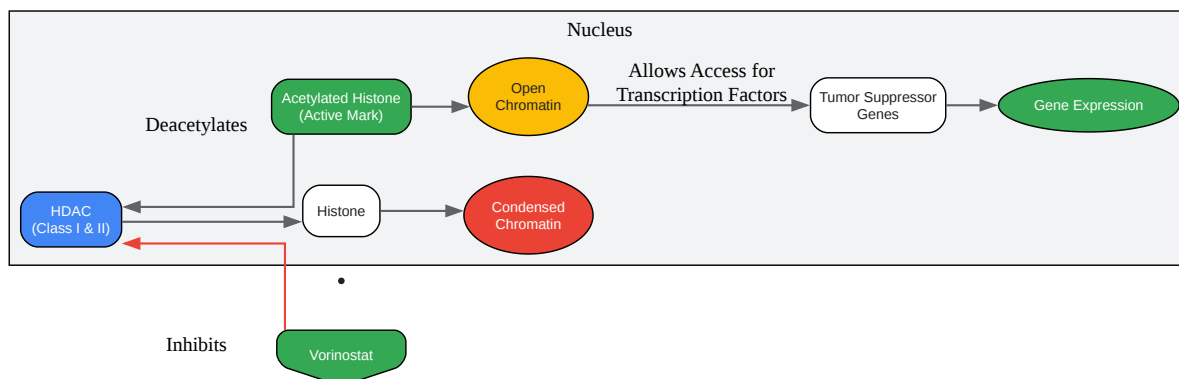 Nucleus
Allows Access for
Transcription Factors
Open
Chromatin
Acetylated Histone
(Active Mark)
Tumor Suppressor
Genes
Gene Expression
Deacetylates
HDAC
(Class I & II)
Histone
Condensed
Chromatin
Inhibits
Vorinostat